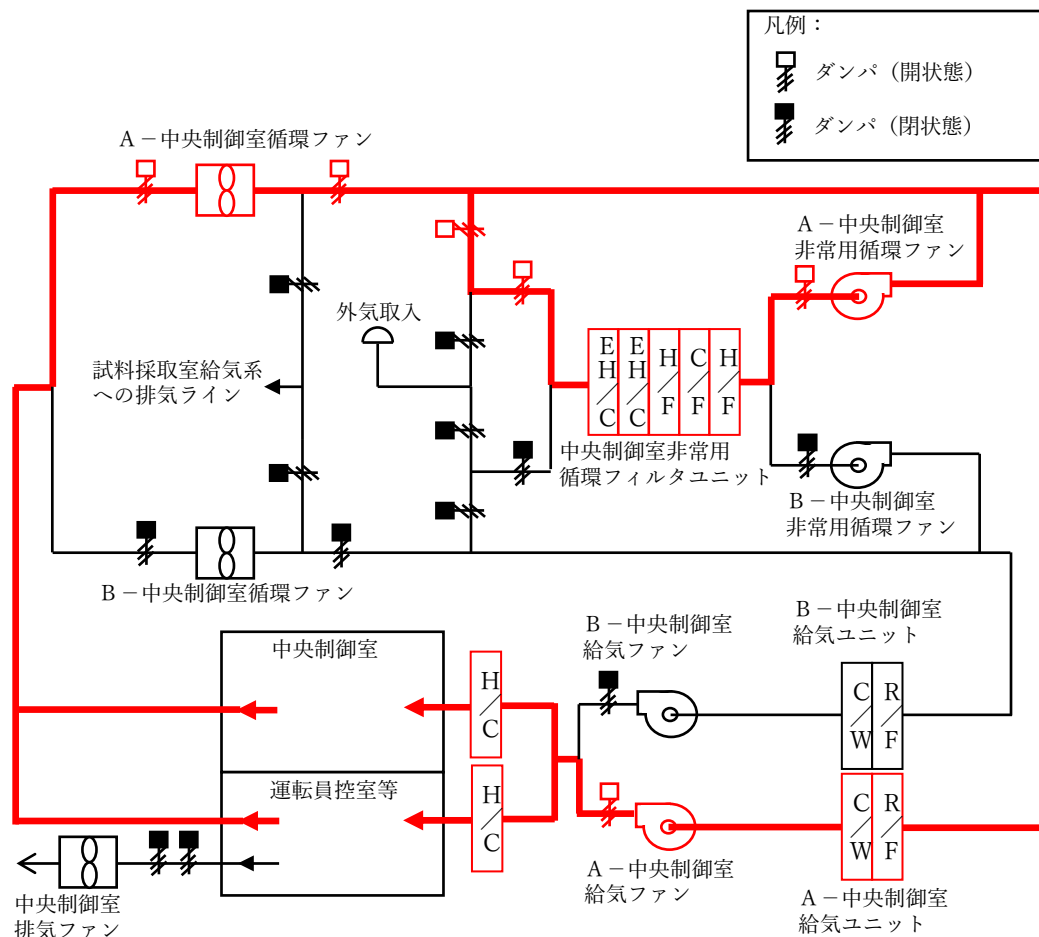 凡例：
ダンパ（開状態）
ダンパ（閉状態）
Ａ－中央制御室循環ファン
Ａ－中央制御室
非常用循環ファン
外気取入
試料採取室給気系
への排気ライン
EH/C
EH/C
H/F
C/F
H/F
中央制御室非常用
循環フィルタユニット
Ｂ－中央制御室
非常用循環ファン
Ｂ－中央制御室循環ファン
Ｂ－中央制御室
給気ファン
Ｂ－中央制御室
給気ユニット
中央制御室
H/C
C/W
R/F
運転員控室等
H/C
C/W
R/F
Ａ－中央制御室
給気ファン
Ａ－中央制御室
給気ユニット
中央制御室
排気ファン